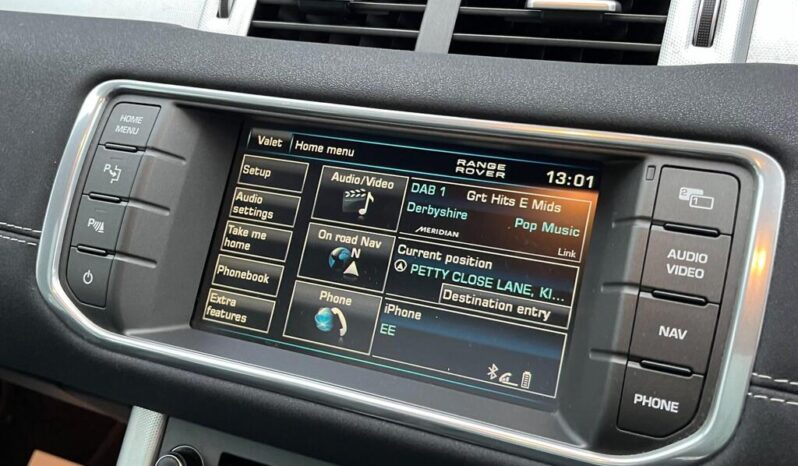 HOME
MENU
Valet
Home menu
RANGE
ROVER
13:01
Setup
Audio
settings
Take me
home
Phonebook
Extra
features
Audio/Video
On road Nav
N
Phone
DAB 1
Grt Hits E Mids
Derbyshire
Pop Music
MERIDIAN
Link
Current position
PETTY CLOSE LANE, KI...
Destination entry
iPhone
EE
P
P
2
1
AUDIO
VIDEO
NAV
PHONE